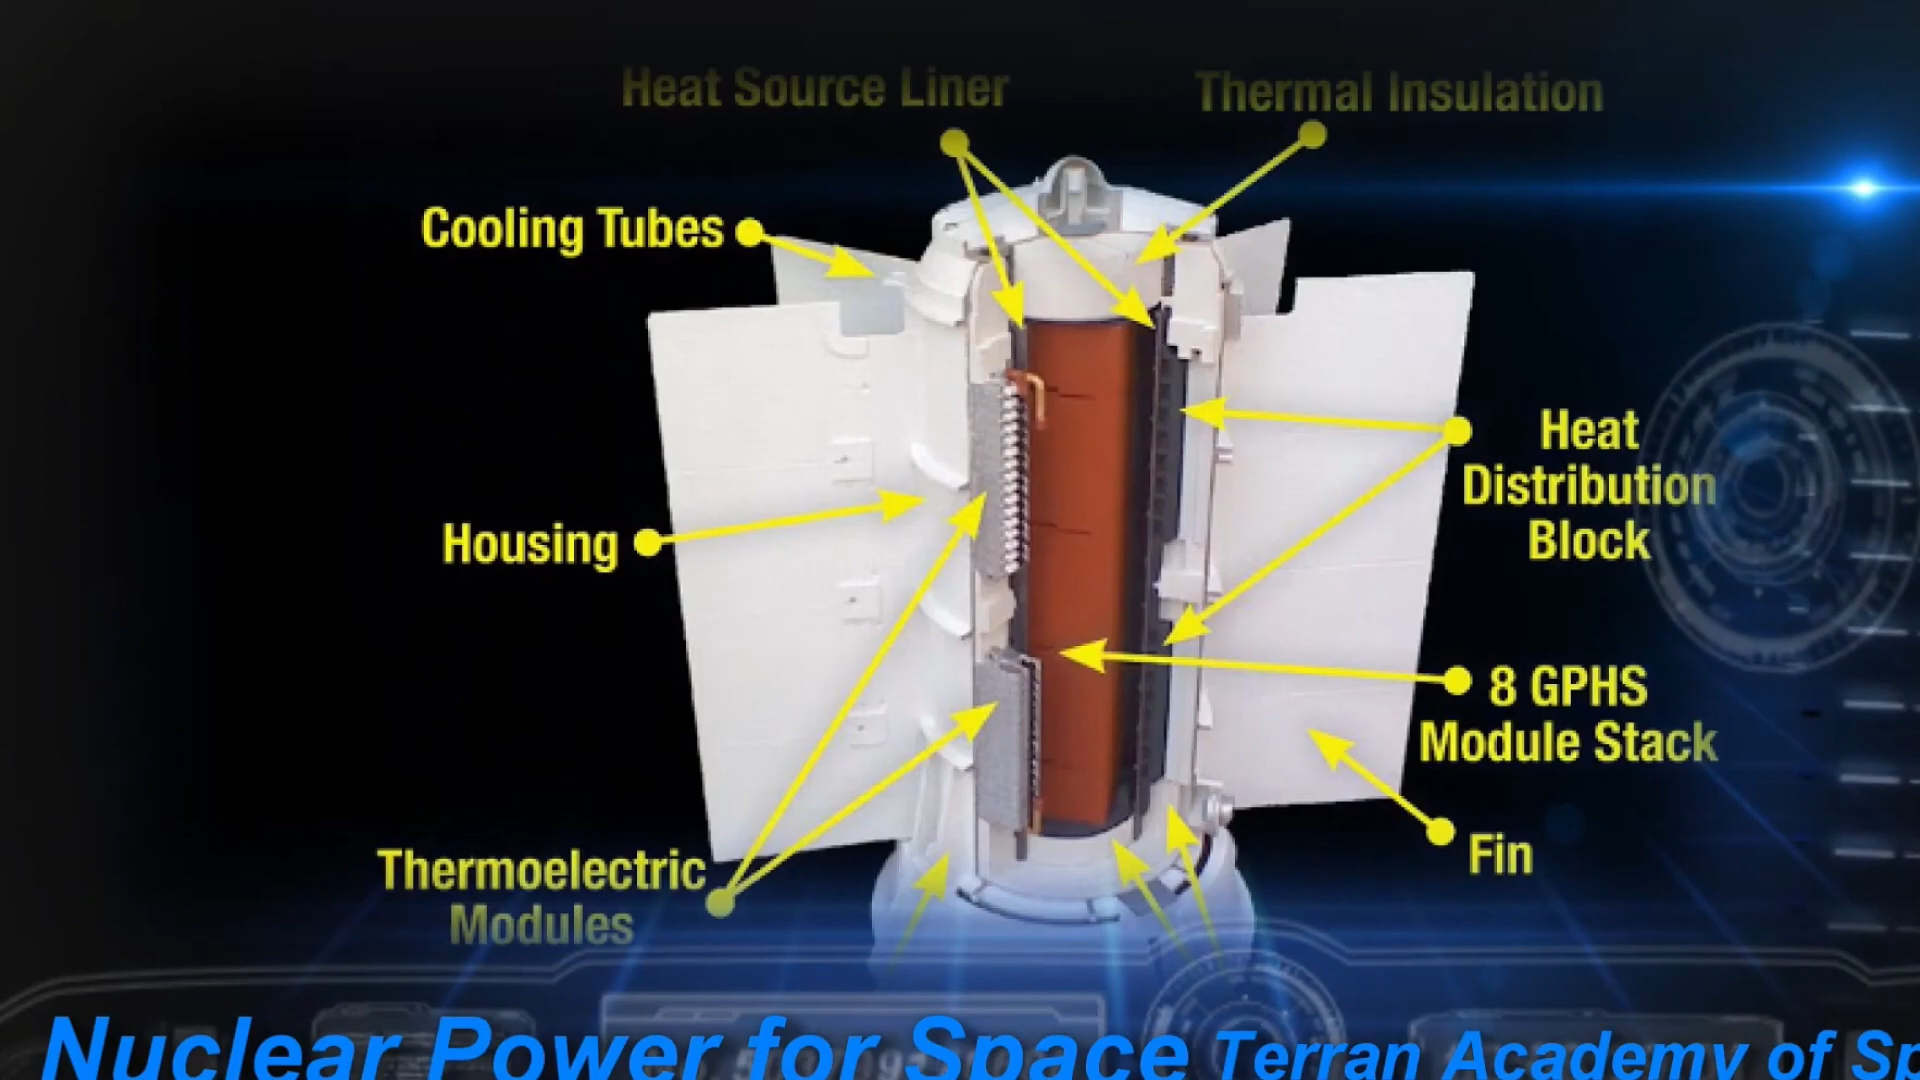 Heat Source Liner
Thermal Insulation
Cooling Tubes
Heat
Distribution
Block
Housing
8 GPHS
Module Stack
Thermoelectric
Modules
Fin
Nuclear Power for Space Terran Academy of Sp